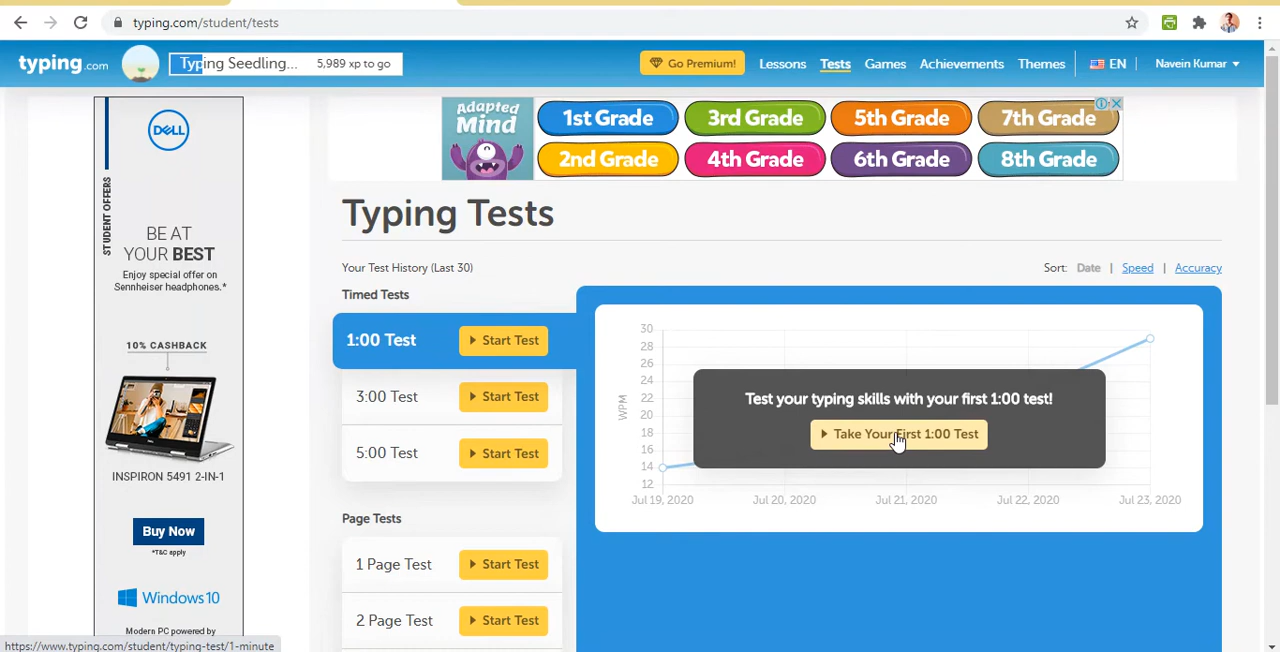 typing.com/student/tests
typing.com
Typing Seedling... 5,989 xp to go
Go Premium!
Lessons
Tests
Games
Achievements
Themes
EN
Navein Kumar
DELL
STUDENT OFFERS
BE AT
YOUR BEST
Enjoy special offer on
Sennheiser headphones.*
10% CASHBACK
INSPIRON 5491 2-IN-1
Buy Now
*T&C apply
Windows10
Modern PC powered by
Adapted
Mind
1st Grade
3rd Grade
5th Grade
7th Grade
2nd Grade
4th Grade
6th Grade
8th Grade
Typing Tests
Your Test History (Last 30)
Sort: Date | Speed | Accuracy
Timed Tests
1:00 Test
Start Test
3:00 Test
Start Test
5:00 Test
Start Test
Page Tests
1 Page Test
Start Test
2 Page Test
Start Test
WPM
30
28
26
24
22
20
18
16
14
12
Jul 19, 2020
Jul 20, 2020
Jul 21, 2020
Jul 22, 2020
Jul 23, 2020
Test your typing skills with your first 1:00 test!
Take Your First 1:00 Test
https://www.typing.com/student/typing-test/1-minute